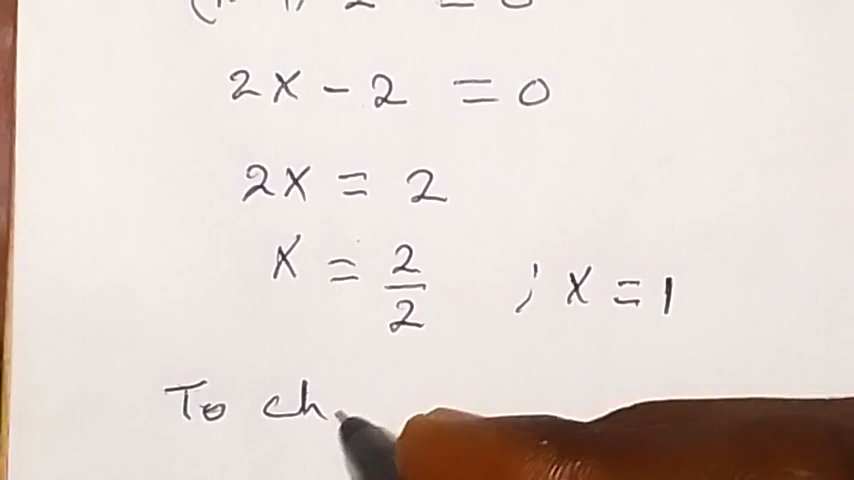 2x - 2 = 0
2x = 2
x = 2/2 ; x = 1
To ch